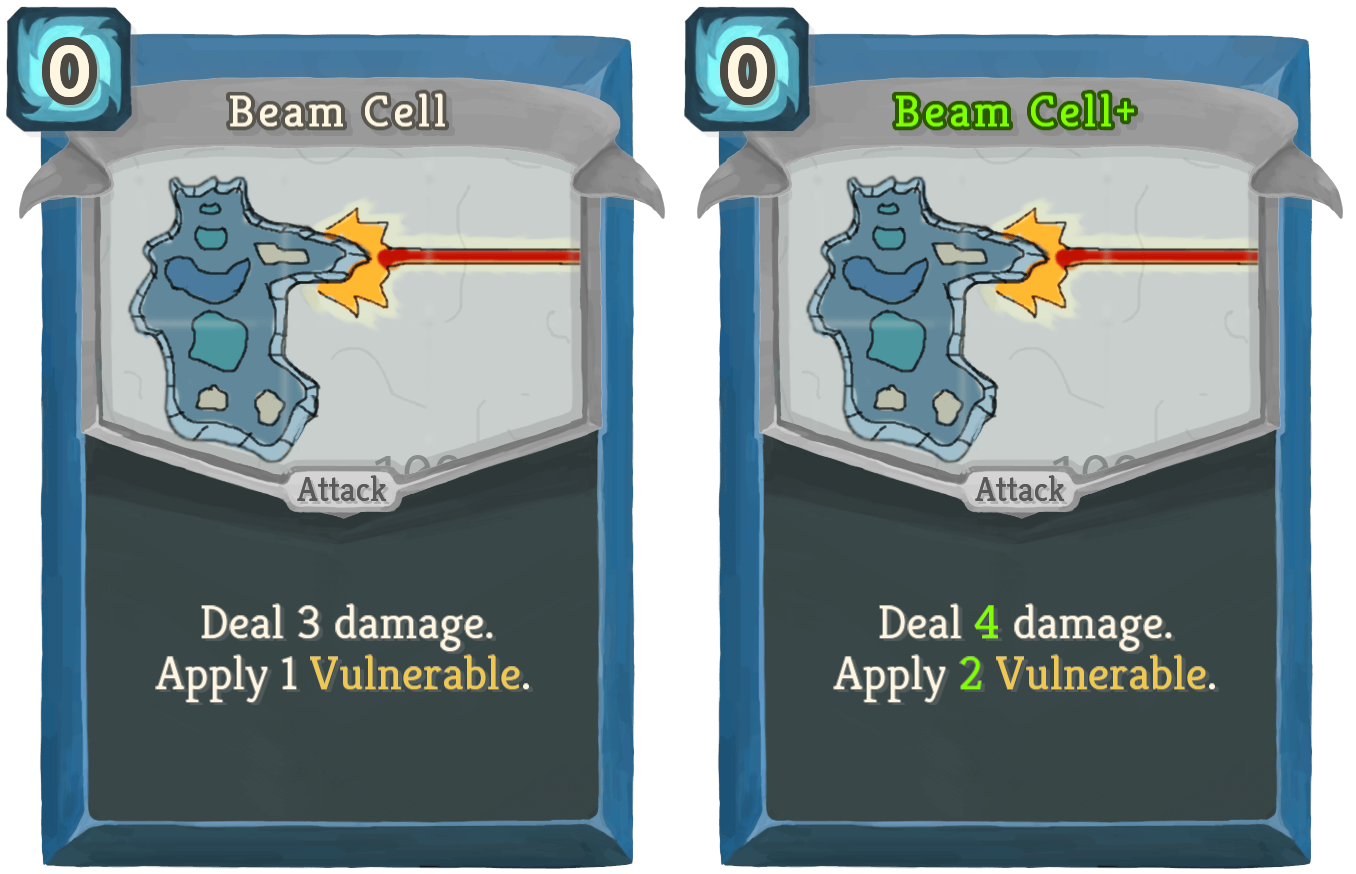 0
Beam Cell
Attack
Deal 3 damage.
Apply 1 Vulnerable.
0
Beam Cell+
Attack
Deal 4 damage.
Apply 2 Vulnerable.